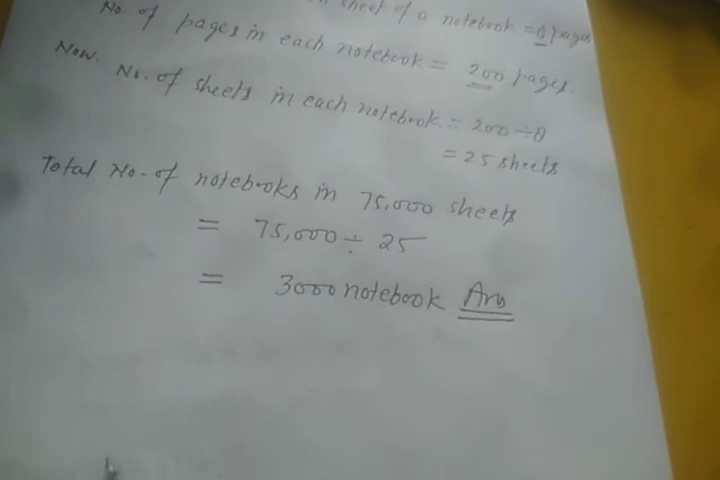 sheet of a notebook = 8 pages
No. of pages in each notebook = 200 pages.
Now.
No. of sheets in each notebook = 200 ÷ 8
= 25 sheets
Total No. of notebooks in 75,000 sheets
= 75,000 ÷ 25
= 3000 notebook Ans